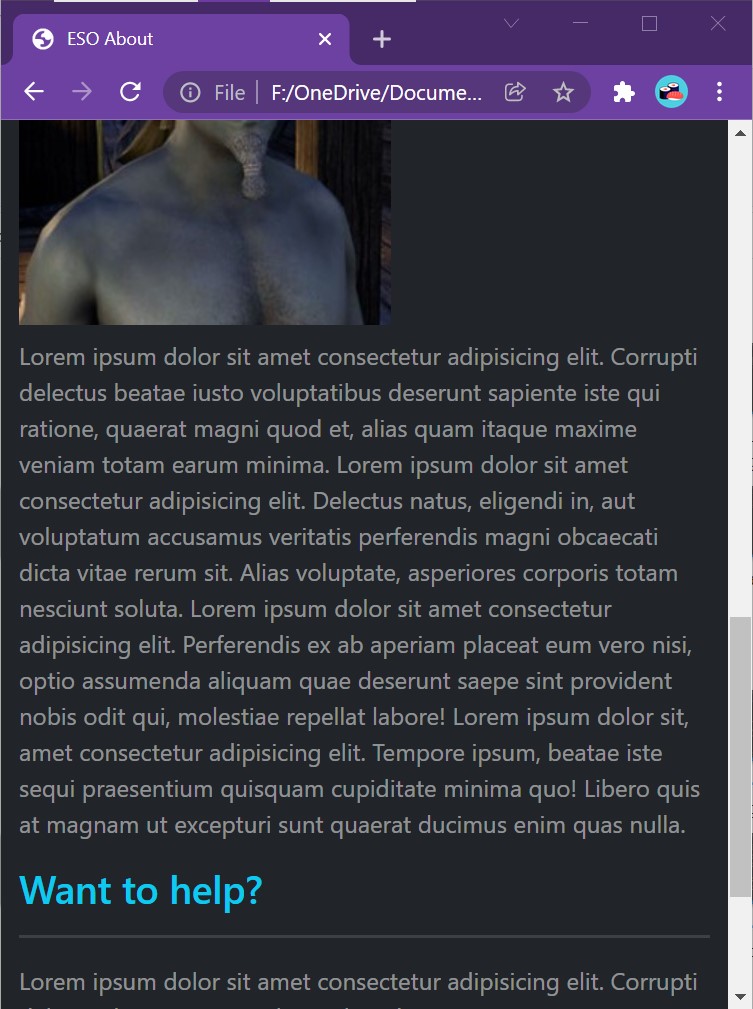 ESO About
File
F:/OneDrive/Docume...
Lorem ipsum dolor sit amet consectetur adipisicing elit. Corrupti
delectus beatae iusto voluptatibus deserunt sapiente iste qui
ratione, quaerat magni quod et, alias quam itaque maxime
veniam totam earum minima. Lorem ipsum dolor sit amet
consectetur adipisicing elit. Delectus natus, eligendi in, aut
voluptatum accusamus veritatis perferendis magni obcaecati
dicta vitae rerum sit. Alias voluptate, asperiores corporis totam
nesciunt soluta. Lorem ipsum dolor sit amet consectetur
adipisicing elit. Perferendis ex ab aperiam placeat eum vero nisi,
optio assumenda aliquam quae deserunt saepe sint provident
nobis odit qui, molestiae repellat labore! Lorem ipsum dolor sit,
amet consectetur adipisicing elit. Tempore ipsum, beatae iste
sequi praesentium quisquam cupiditate minima quo! Libero quis
at magnam ut excepturi sunt quaerat ducimus enim quas nulla.
Want to help?
Lorem ipsum dolor sit amet consectetur adipisicing elit. Corrupti